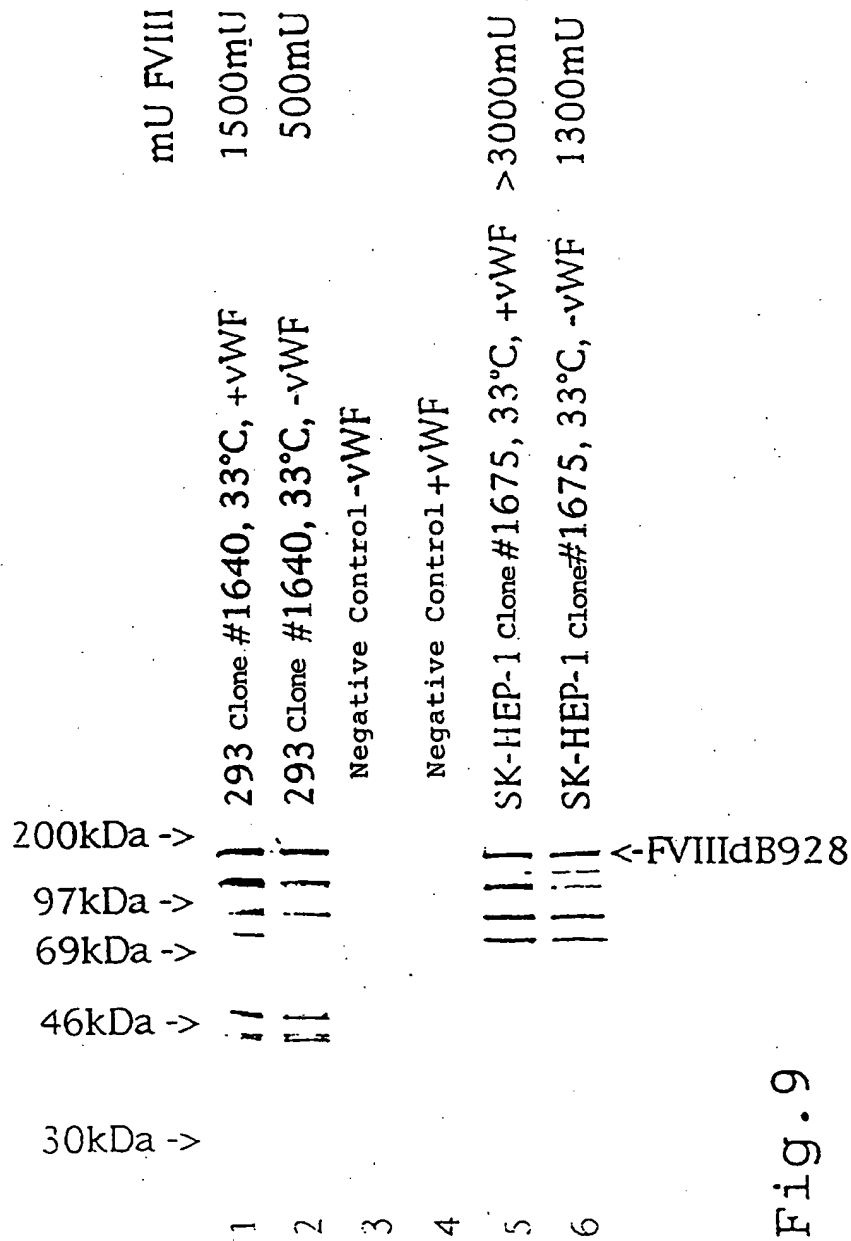 mU FVIII
293 Clone #1640, 33°C, +vWF 1500mU
293 Clone #1640, 33°C, -vWF 500mU
Negative Control-vWF
Negative Control+vWF
SK-HEP-1 Clone#1675, 33°C, +vWF >3000mU
SK-HEP-1 Clone#1675, 33°C, -vWF 1300mU
200kDa ->
97kDa ->
69kDa ->
46kDa ->
30kDa ->
<-FVIIIdB928
1
2
3
4
5
6
Fig.9